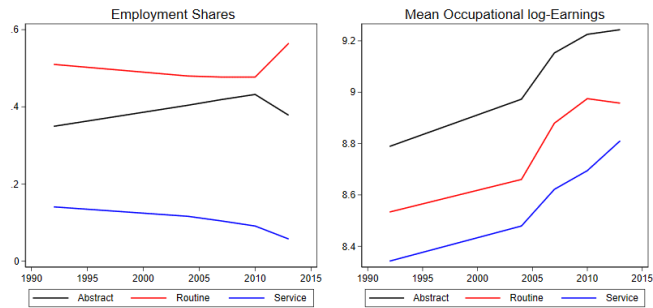 Employment Shares
.6
.4
.2
0
1990 1995 2000 2005 2010 2015
Abstract Routine Service
Mean Occupational log-Earnings
9.2
9
8.8
8.6
8.4
1990 1995 2000 2005 2010 2015
Abstract Routine Service